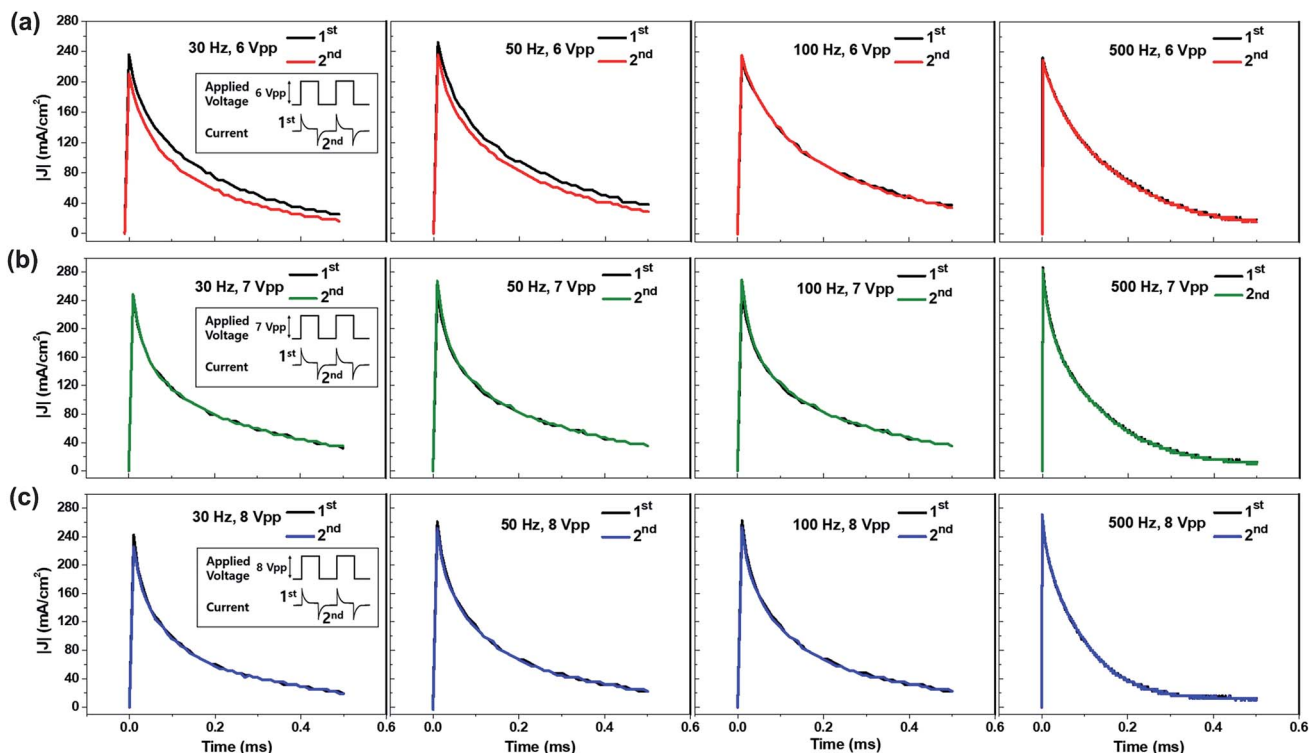 (a)
280
240
200
160
120
80
40
0
|J| (mA/cm²)
30 Hz, 6 Vpp
1st
2nd
Applied
Voltage
6 Vpp
Current
1st
2nd
50 Hz, 6 Vpp
1st
2nd
100 Hz, 6 Vpp
1st
2nd
500 Hz, 6 Vpp
1st
2nd
(b)
280
240
200
160
120
80
40
0
|J| (mA/cm²)
30 Hz, 7 Vpp
1st
2nd
Applied
Voltage
7 Vpp
Current
1st
2nd
50 Hz, 7 Vpp
1st
2nd
100 Hz, 7 Vpp
1st
2nd
500 Hz, 7 Vpp
1st
2nd
(c)
280
240
200
160
120
80
40
0
|J| (mA/cm²)
30 Hz, 8 Vpp
1st
2nd
Applied
Voltage
8 Vpp
Current
1st
2nd
50 Hz, 8 Vpp
1st
2nd
100 Hz, 8 Vpp
1st
2nd
500 Hz, 8 Vpp
1st
2nd
0.0 0.2 0.4 0.6 0.0 0.2 0.4 0.6 0.0 0.2 0.4 0.6 0.0 0.2 0.4 0.6
Time (ms) Time (ms) Time (ms) Time (ms)